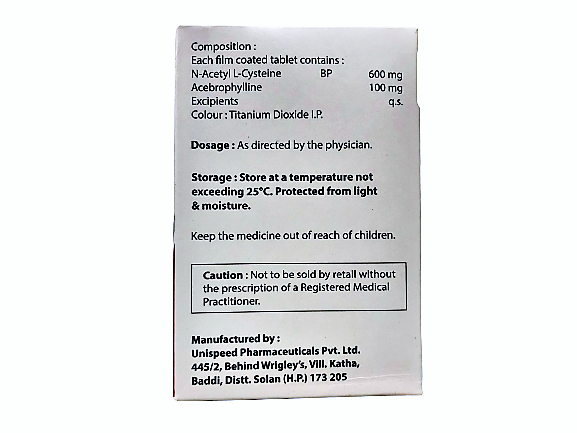 Composition :
Each film coated tablet contains :
N-Acetyl L-Cysteine BP 600 mg
Acebrophylline 100 mg
Excipients q.s.
Colour : Titanium Dioxide I.P.
Dosage : As directed by the physician.
Storage : Store at a temperature not
exceeding 25°C. Protected from light
& moisture.
Keep the medicine out of reach of children.
Caution : Not to be sold by retail without
the prescription of a Registered Medical
Practitioner.
Manufactured by :
Unispeed Pharmaceuticals Pvt. Ltd.
445/2, Behind Wrigley's, Vill. Katha,
Baddi, Distt. Solan (H.P.) 173 205